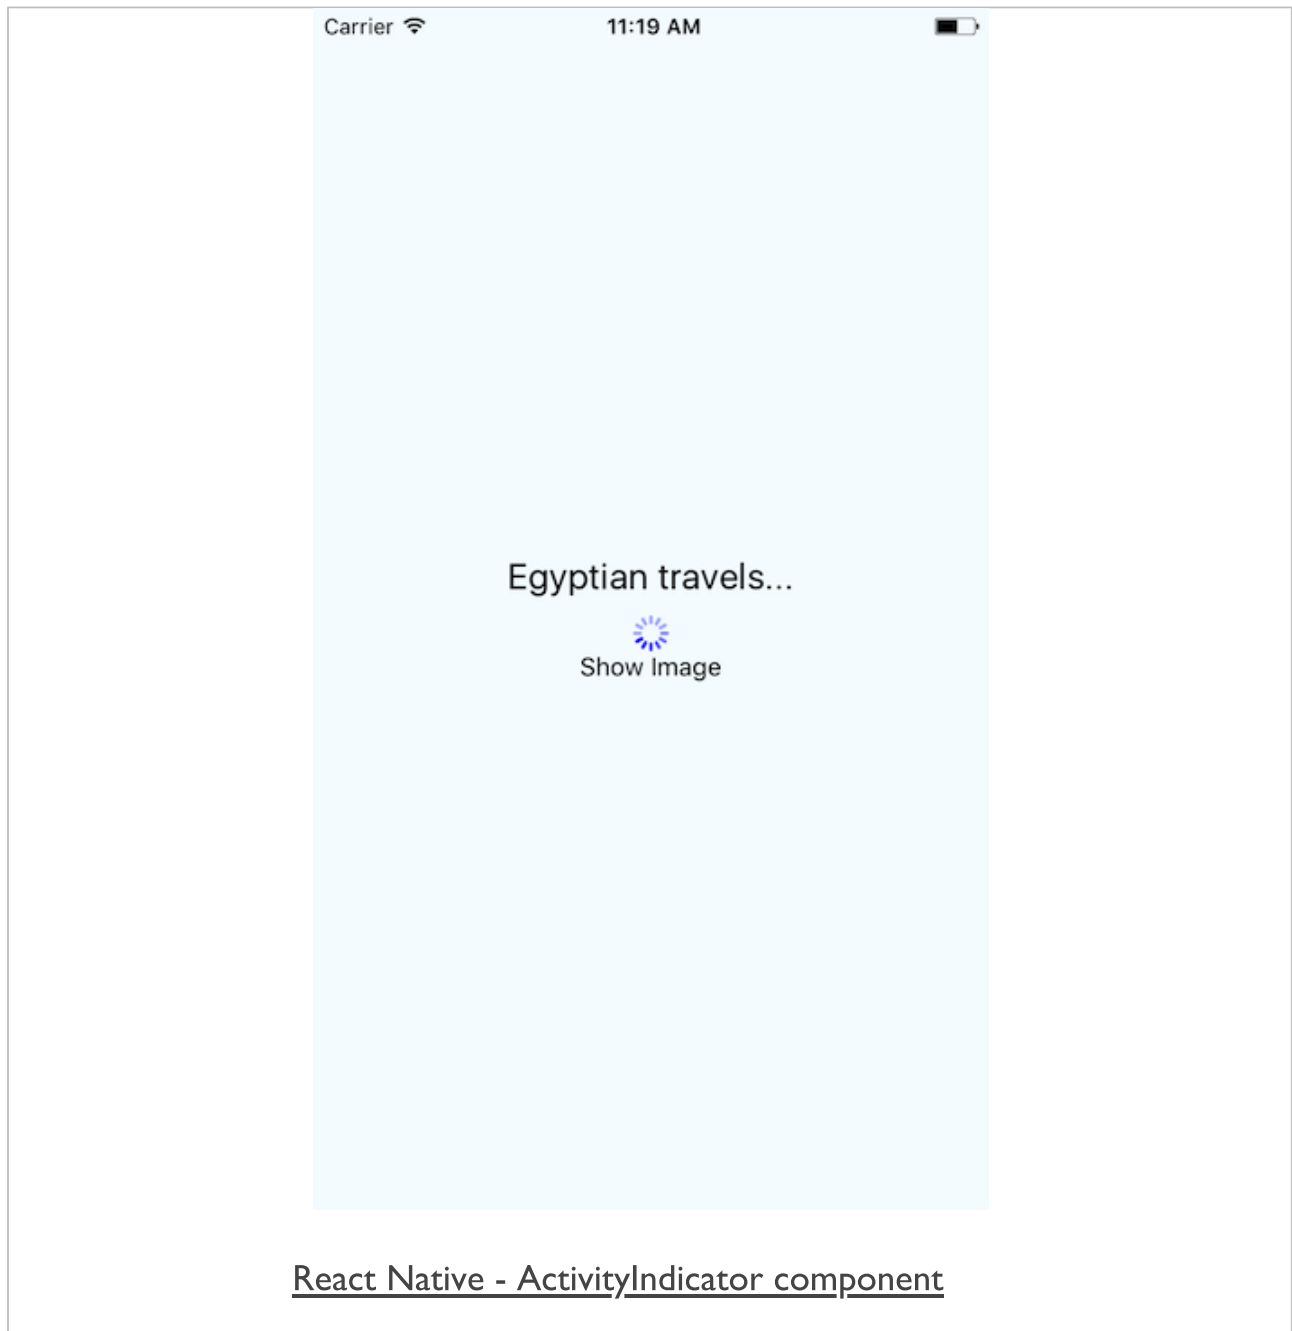 Carrier 11:19 AM
Egyptian travels...
Show Image
React Native - ActivityIndicator component